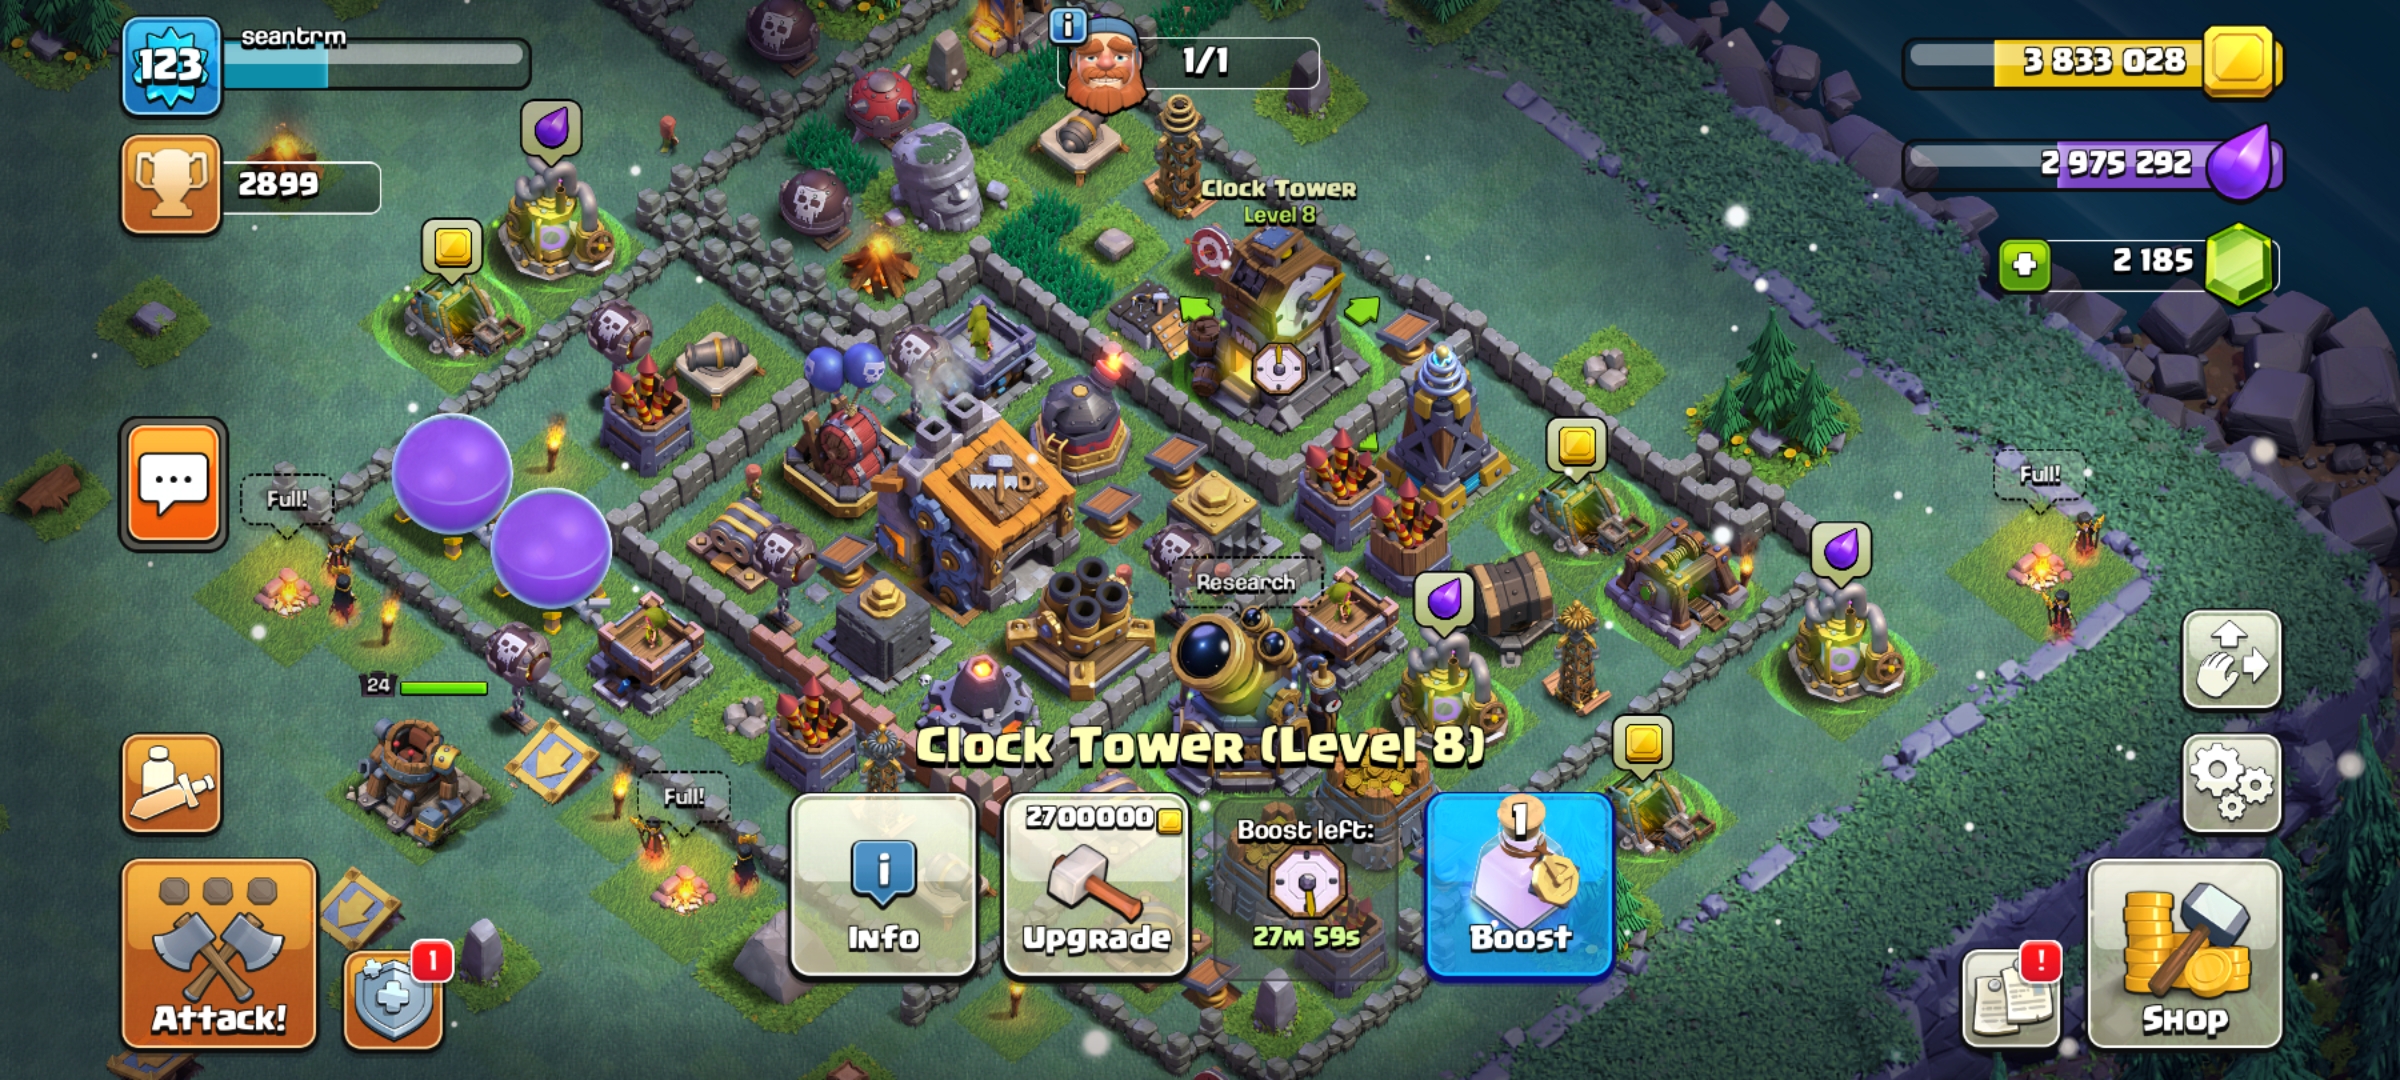 123
seantrm
1/1
3 833 028
2899
2 975 292
Clock Tower
Level 8
2 185
Full!
Full!
Research
24
Clock Tower (Level 8)
Full!
Info
2700000
Upgrade
Boost left:
27m 59s
1
Boost
Attack!
1
!
Shop